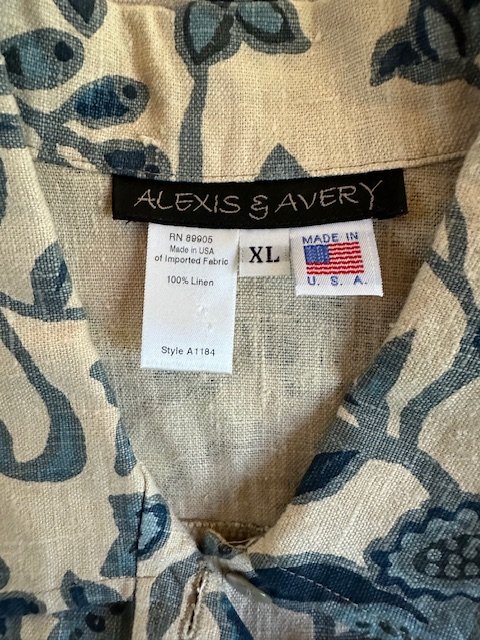 ALEXIS & AVERY
RN 89905
Made in USA
of Imported Fabric
100% Linen
Style A1184
XL
MADE IN
U. S. A.